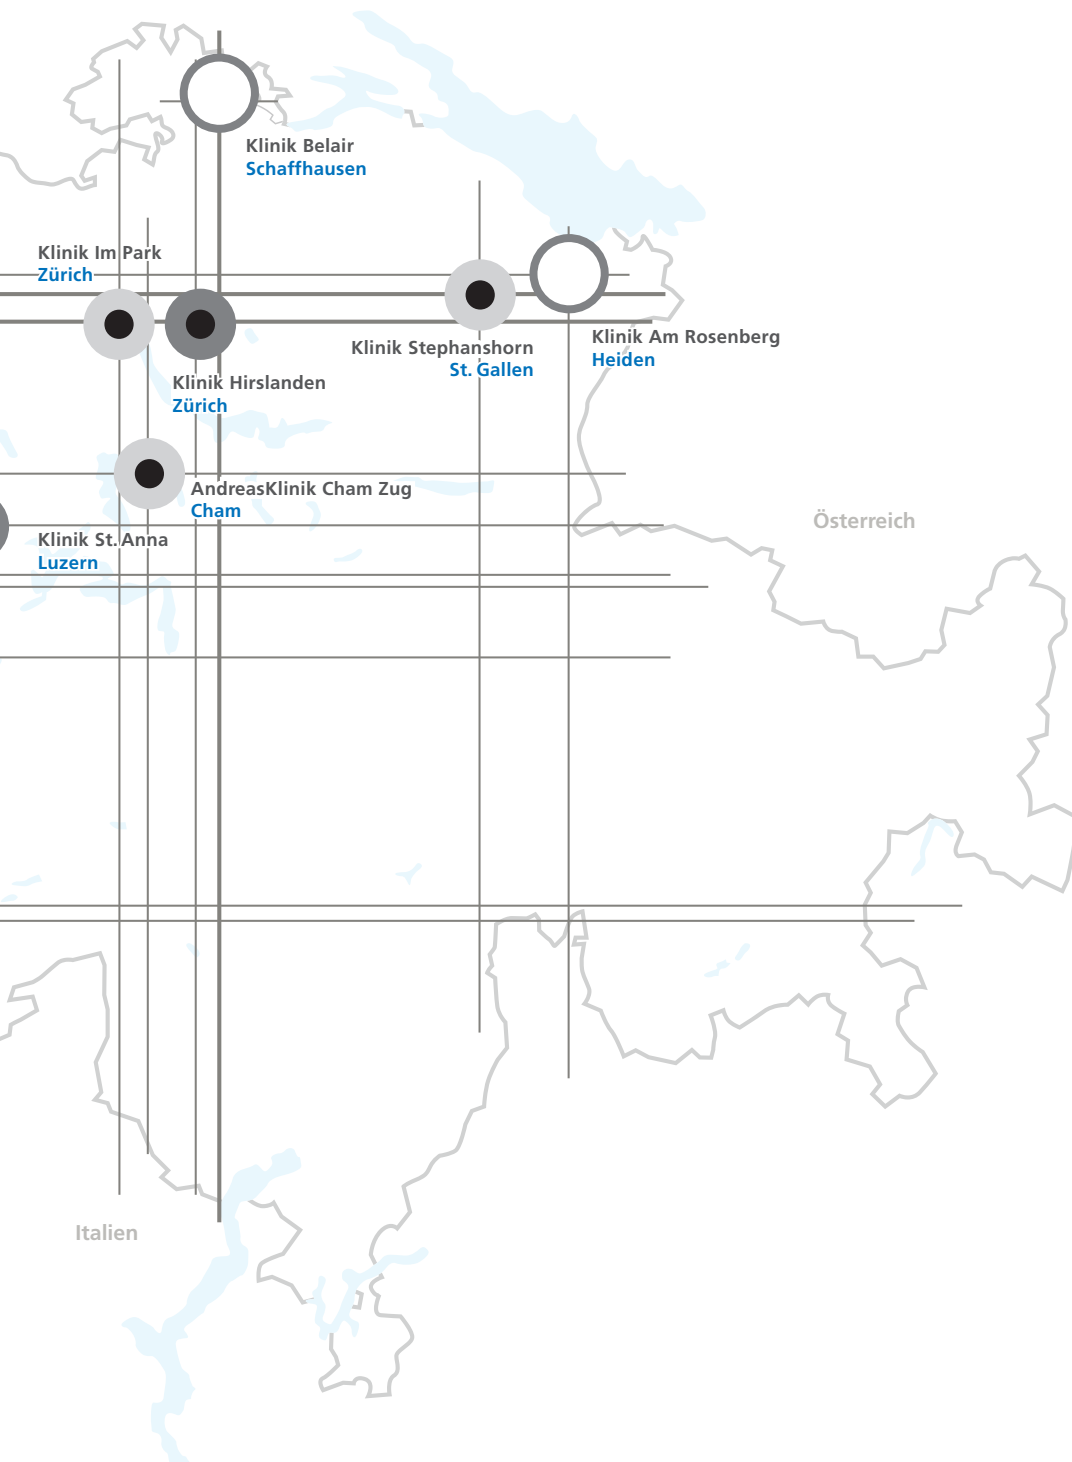 Klinik Belair
Schaffhausen
Klinik Im Park
Zürich
Klinik Stephanshorn
St. Gallen
Klinik Am Rosenberg
Heiden
Klinik Hirslanden
Zürich
AndreasKlinik Cham Zug
Cham
Klinik St. Anna
Luzern
Österreich
Italien